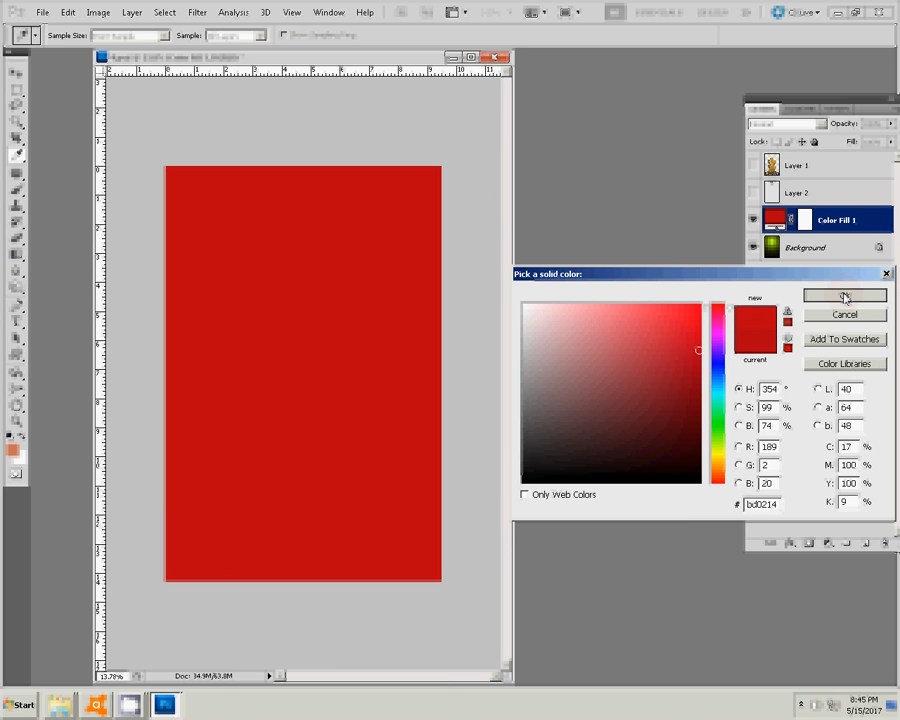 File Edit Image Layer Select Filter Analysis 3D View Window Help
CS Live
Sample Size: Sample:
Opacity:
Lock: Fill:
Layer 1
Layer 2
Color Fill 1
Background
Pick a solid color:
new
current
Cancel
Add To Swatches
Color Libraries
H: 354 °
S: 99 %
B: 74 %
R: 189
G: 2
B: 20
# bd0214
L: 40
a: 64
b: 48
C: 17 %
M: 100 %
Y: 100 %
K: 9 %
Only Web Colors
13.78% Doc: 34.9M/63.8M
Start
8:45 PM
5/15/2017